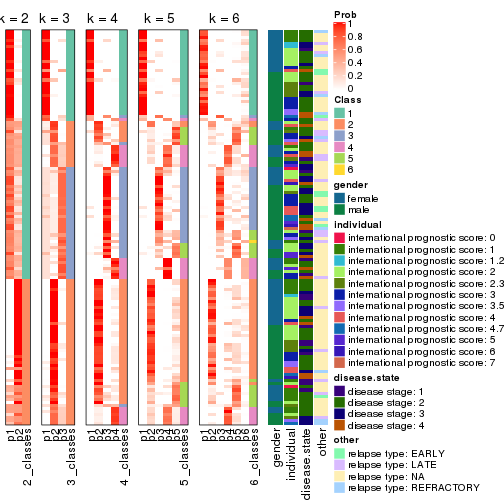 k = 2
k = 3
k = 4
k = 5
k = 6
p1
p2
2_classes
p1
p2
p3
3_classes
p1
p2
p3
p4
4_classes
p1
p2
p3
p4
p5
5_classes
p1
p2
p3
p4
p5
p6
6_classes
gender
individual
disease.state
other
Prob
1
0.8
0.6
0.4
0.2
0
Class
1
2
3
4
5
6
gender
female
male
individual
international prognostic score: 0
international prognostic score: 1
international prognostic score: 1.2
international prognostic score: 2
international prognostic score: 2.3
international prognostic score: 3
international prognostic score: 3.5
international prognostic score: 4
international prognostic score: 4.7
international prognostic score: 5
international prognostic score: 6
international prognostic score: 7
disease.state
disease stage: 1
disease stage: 2
disease stage: 3
disease stage: 4
other
relapse type: EARLY
relapse type: LATE
relapse type: NA
relapse type: REFRACTORY